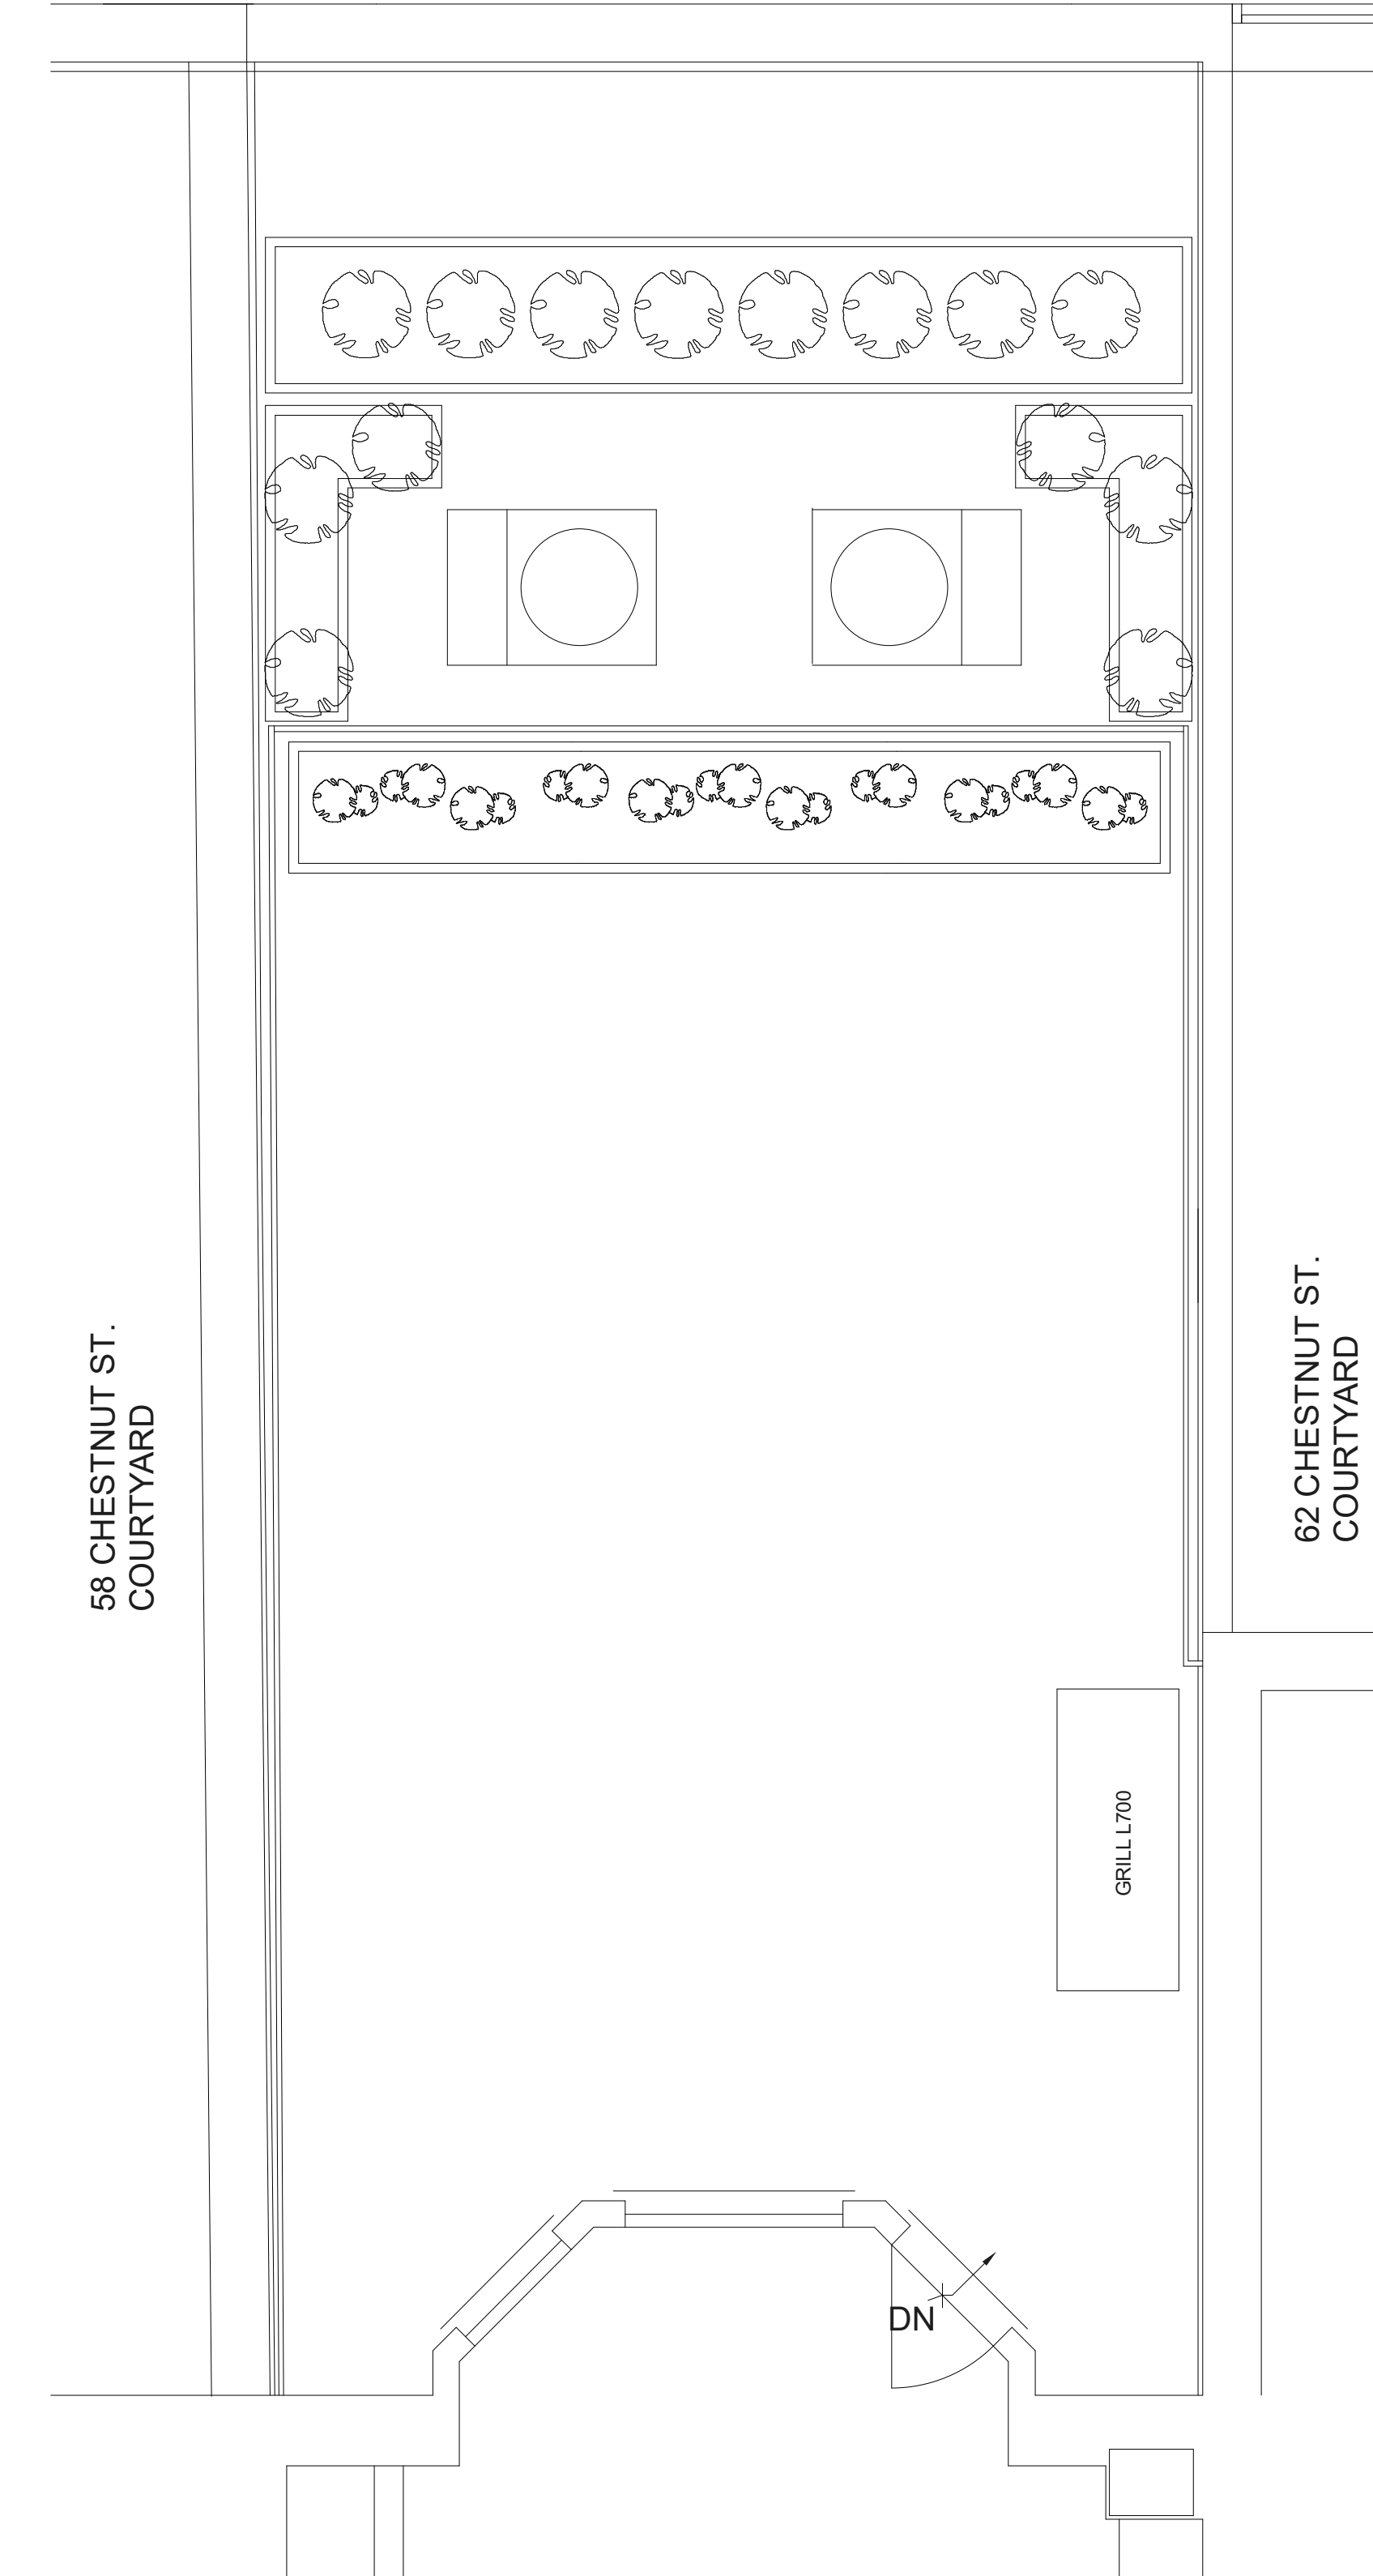 58 CHESTNUT ST.
COURTYARD
62 CHESTNUT ST.
COURTYARD
GRILL L700
DN